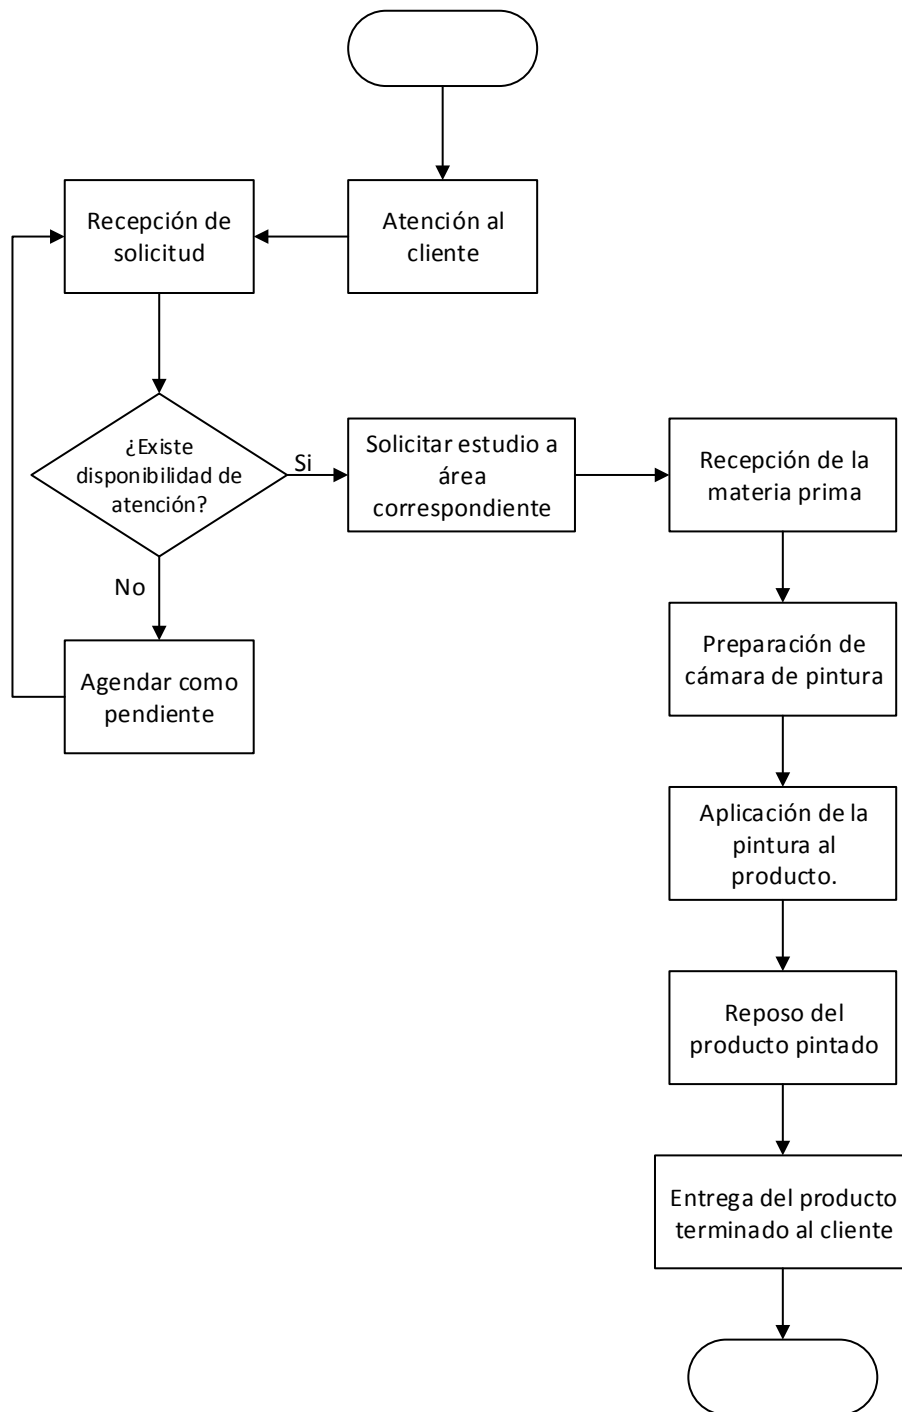 Atención al
cliente
Recepción de
solicitud
¿Existe
disponibilidad de
atención?
Si
No
Agendar como
pendiente
Solicitar estudio a
área
correspondiente
Recepción de la
materia prima
Preparación de
cámara de pintura
Aplicación de la
pintura al
producto.
Reposo del
producto pintado
Entrega del producto
terminado al cliente